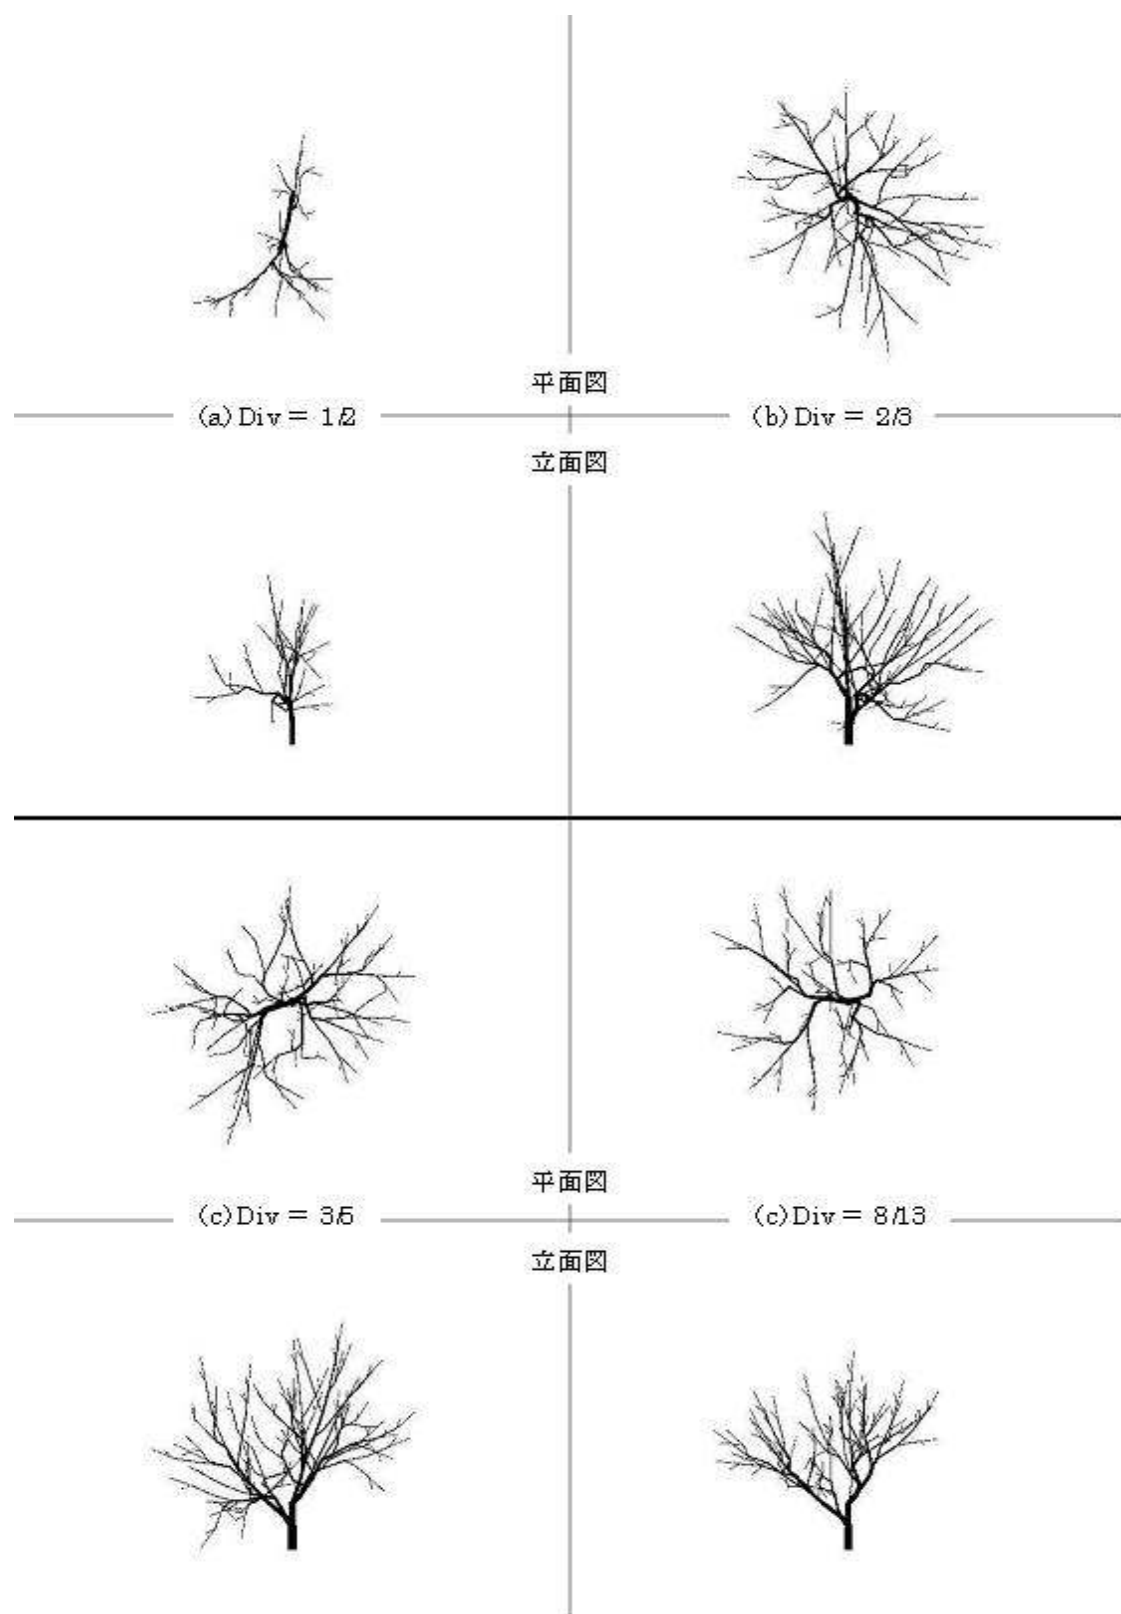 平面図
(a) Div = 1/2
(b) Div = 2/3
立面図
平面図
(c) Div = 3/5
(c) Div = 8/13
立面図